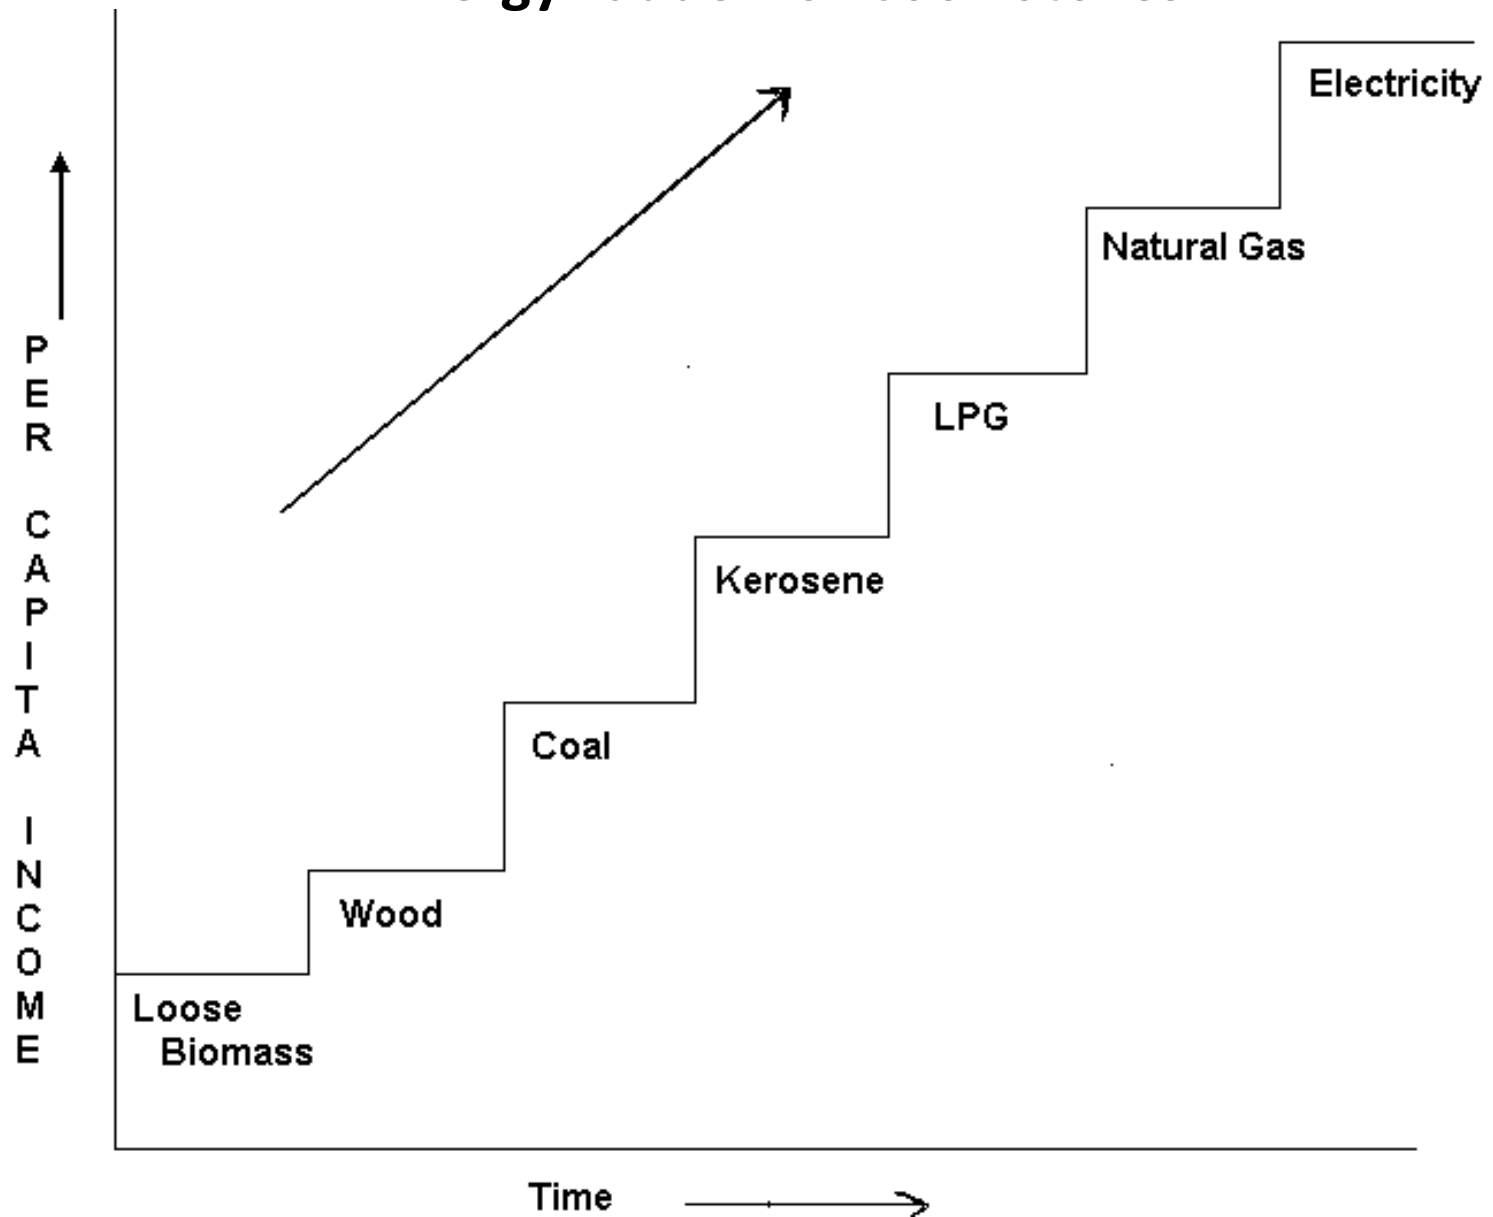 PER CAPITA INCOME
Electricity
Natural Gas
LPG
Kerosene
Coal
Wood
Loose
Biomass
Time